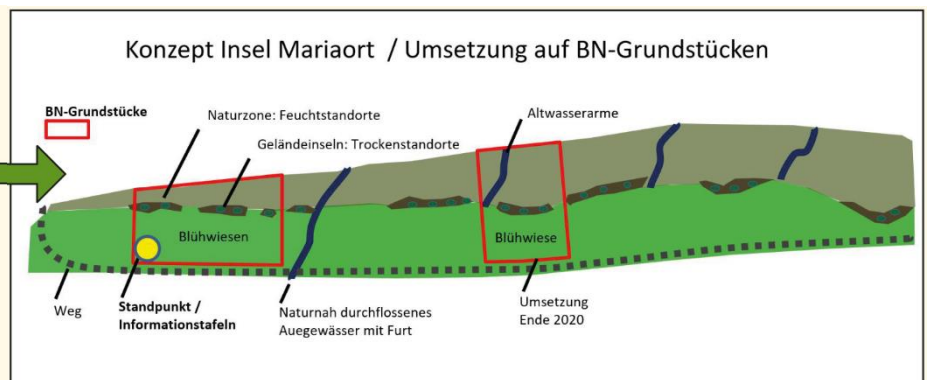 Konzept Insel Mariaort / Umsetzung auf BN-Grundstücken
BN-Grundstücke
Naturzone: Feuchtstandorte
Geländeinseln: Trockenstandorte
Altwasserarme
Blühwiesen
Blühwiese
Weg
Standpunkt /
Informationstafeln
Naturnah durchflossenes
Auegewässer mit Furt
Umsetzung
Ende 2020